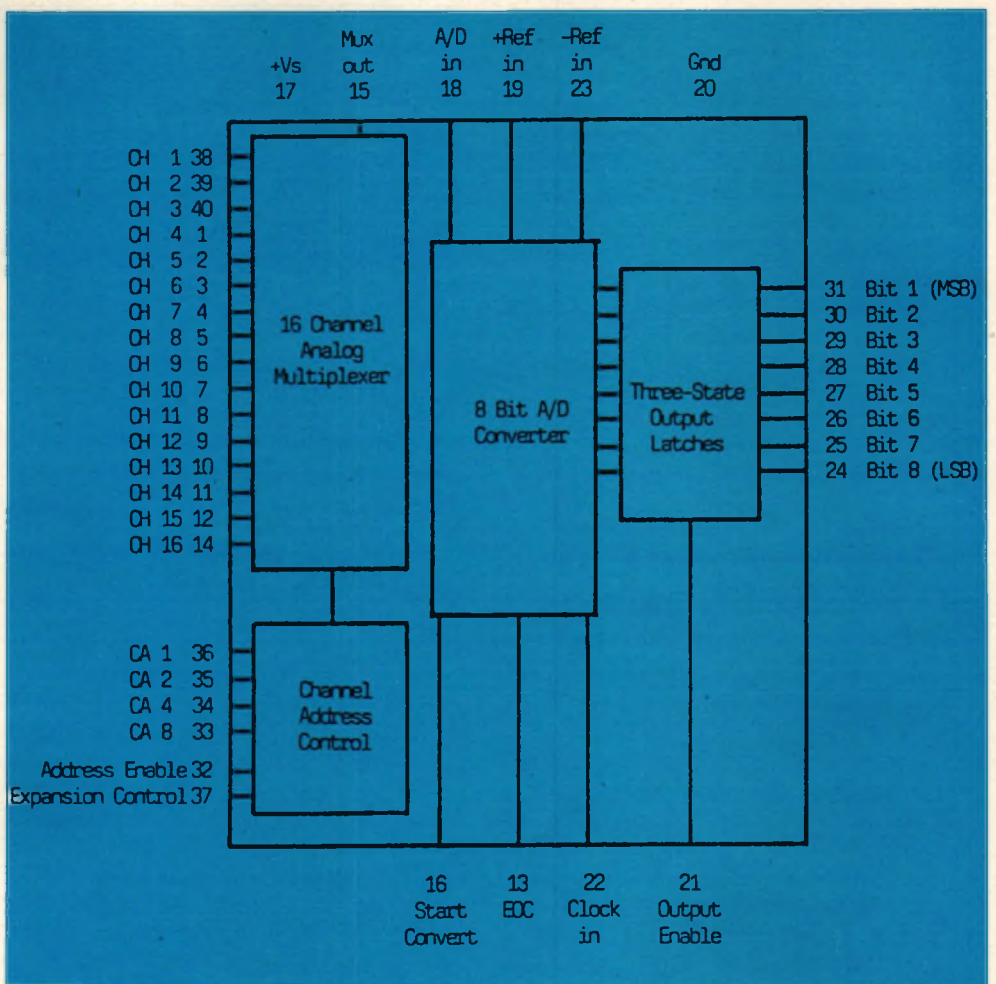 Mux A/D +Ref -Ref
+Vs out in in in Gnd
17 15 18 19 23 20
CH 1 38
CH 2 39
CH 3 40
CH 4 1
CH 5 2
CH 6 3
CH 7 4
CH 8 5
CH 9 6
CH 10 7
CH 11 8
CH 12 9
CH 13 10
CH 14 11
CH 15 12
CH 16 14
16 Channel
Analog
Multiplexer
8 Bit A/D
Converter
Three-State
Output
Latches
31 Bit 1 (MSB)
30 Bit 2
29 Bit 3
28 Bit 4
27 Bit 5
26 Bit 6
25 Bit 7
24 Bit 8 (LSB)
CA 1 36
CA 2 35
CA 4 34
CA 8 33
Address Enable 32
Expansion Control 37
Channel
Address
Control
16 13 22 21
Start EOC Clock Output
Convert in Enable